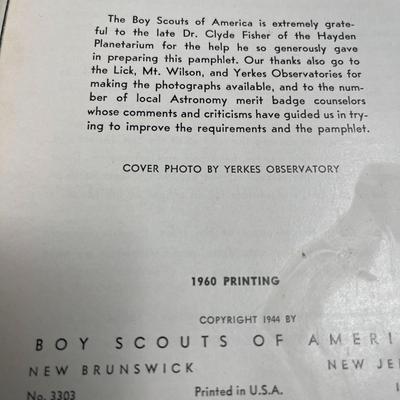 The Boy Scouts of America is extremely grate-
ful to the late Dr. Clyde Fisher of the Hayden
Planetarium for the help he so generously gave
in preparing this pamphlet. Our thanks also go to
the Lick, Mt. Wilson, and Yerkes Observatories for
making the photographs available, and to the num-
ber of local Astronomy merit badge counselors
whose comments and criticisms have guided us in try-
ing to improve the requirements and the pamphlet.
COVER PHOTO BY YERKES OBSERVATORY
1960 PRINTING
COPYRIGHT 1944 BY
BOY SCOUTS OF AMERI
NEW BRUNSWICK NEW JE
No. 3303 Printed in U.S.A.